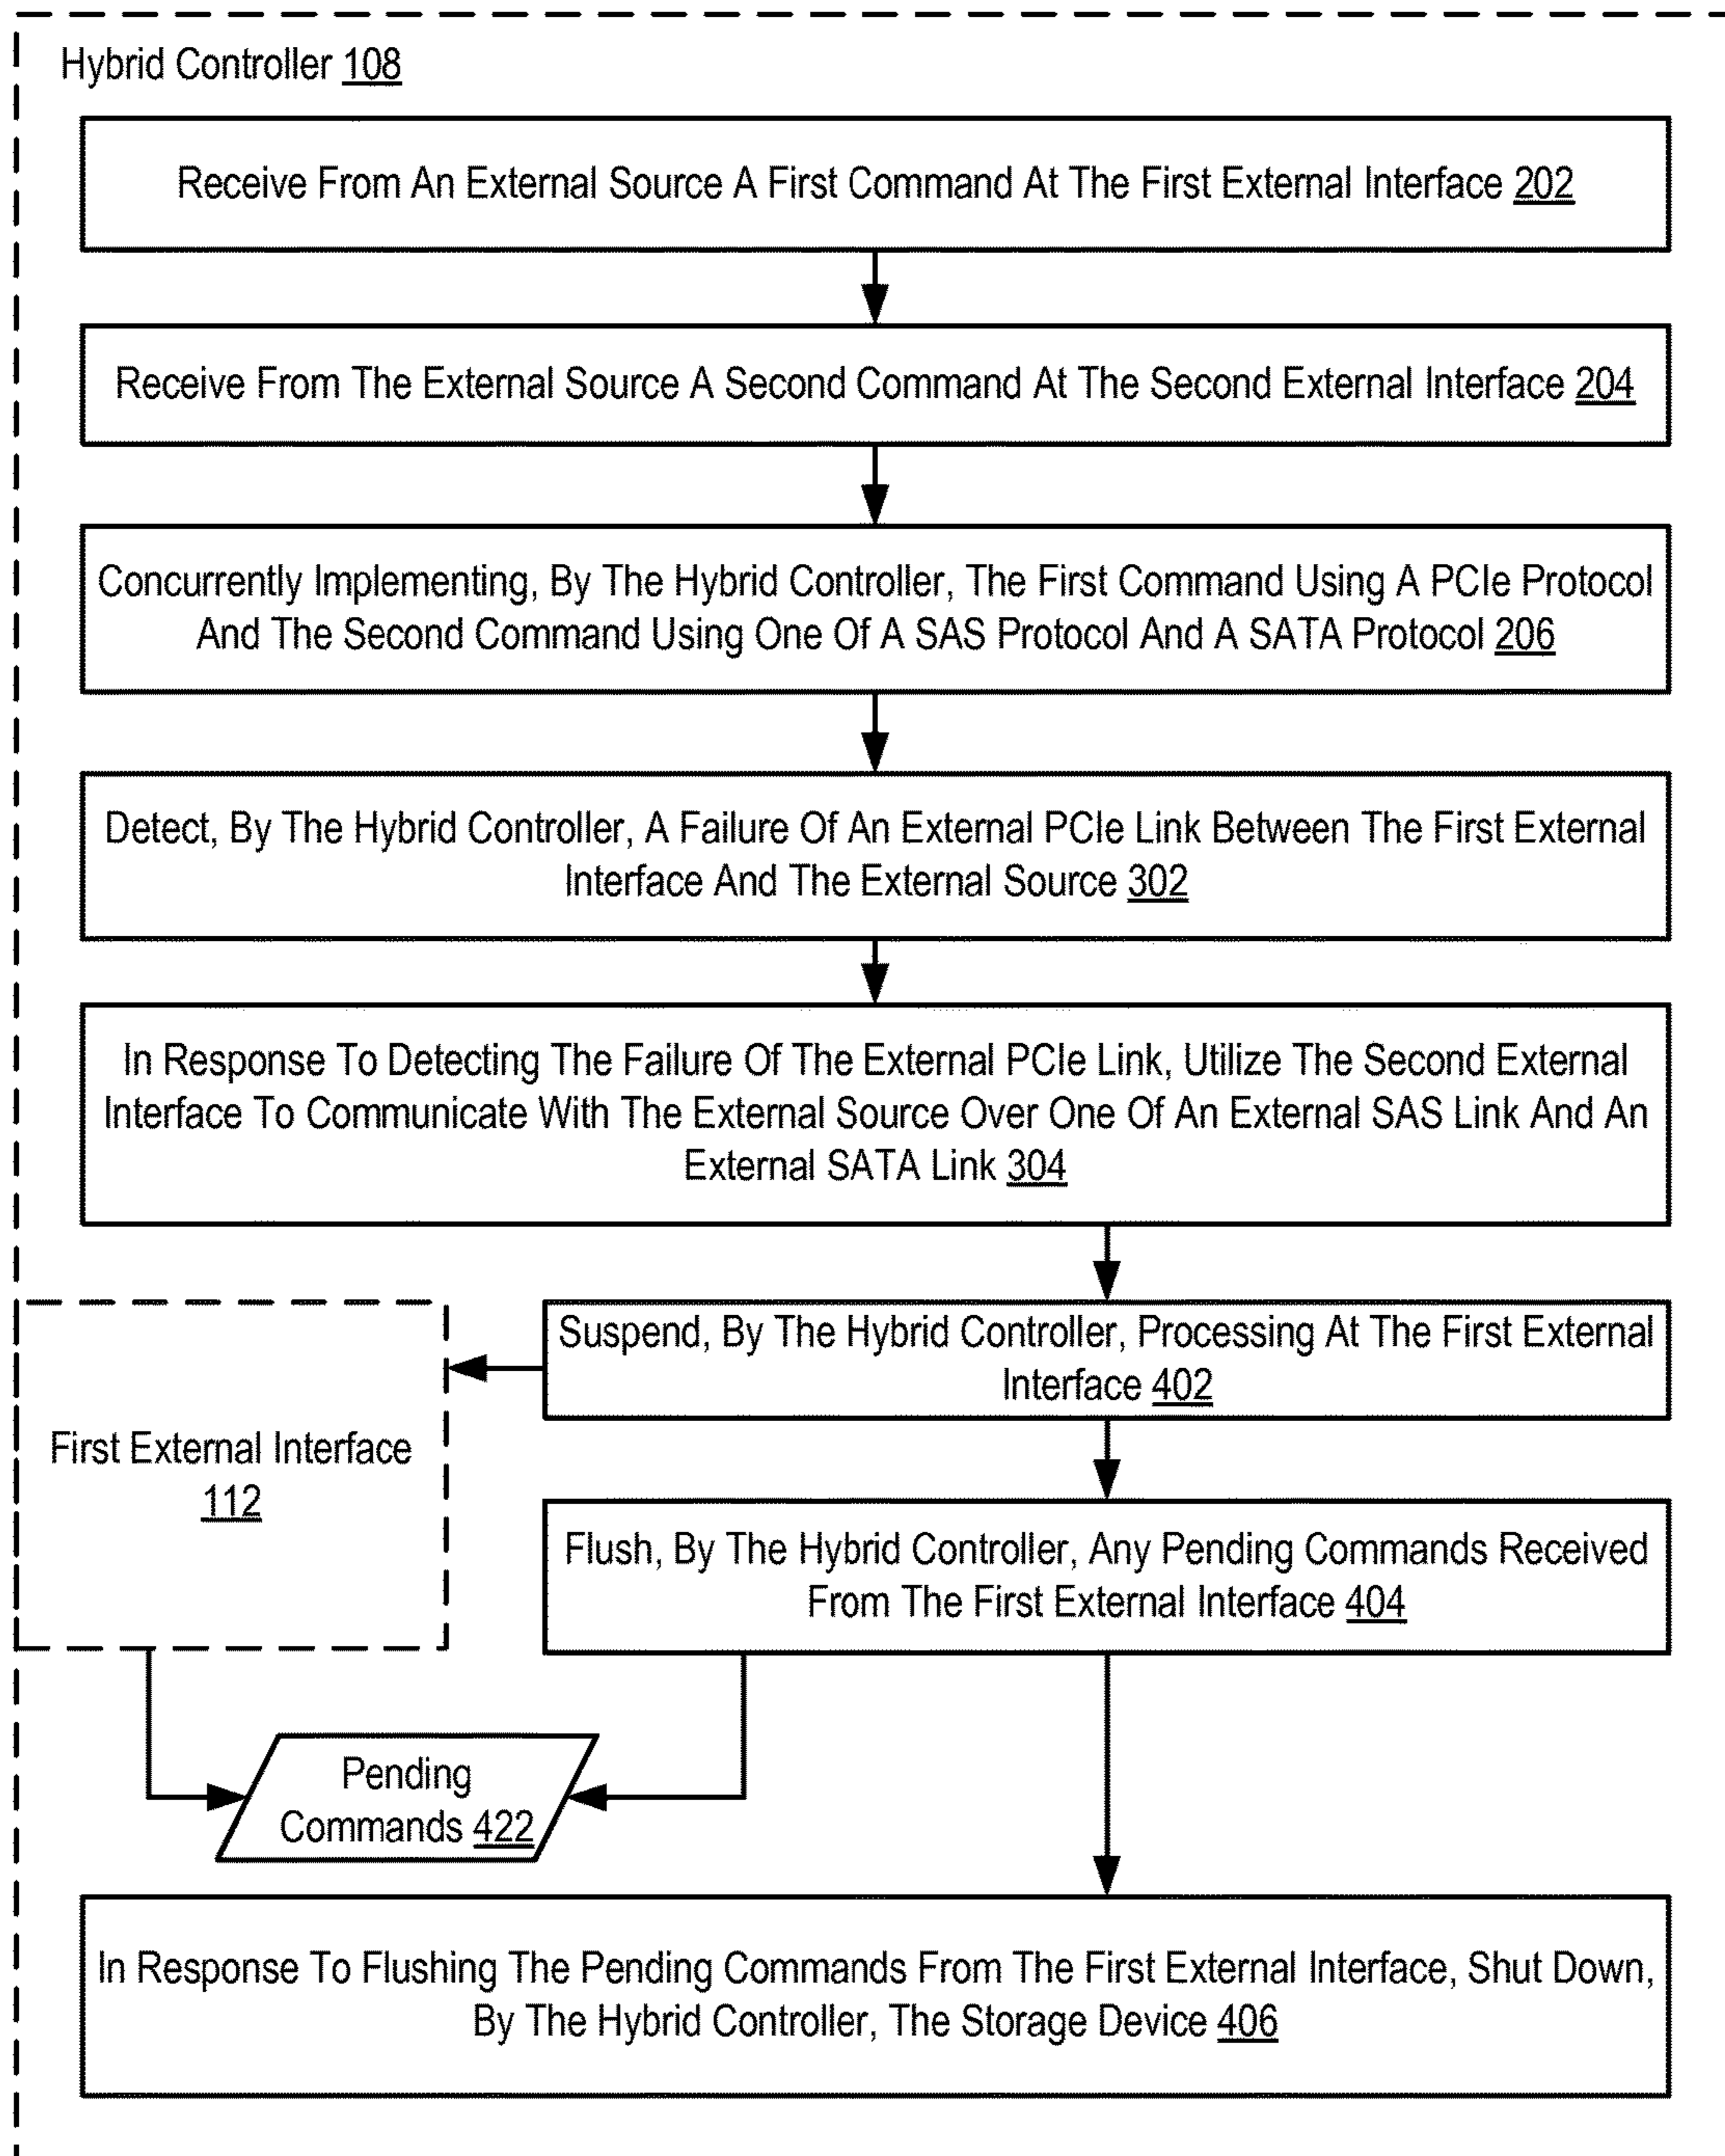 Hybrid Controller 108
Receive From An External Source A First Command At The First External Interface 202
Receive From The External Source A Second Command At The Second External Interface 204
Concurrently Implementing, By The Hybrid Controller, The First Command Using A PCIe Protocol
And The Second Command Using One Of A SAS Protocol And A SATA Protocol 206
Detect, By The Hybrid Controller, A Failure Of An External PCIe Link Between The First External
Interface And The External Source 302
In Response To Detecting The Failure Of The External PCIe Link, Utilize The Second External
Interface To Communicate With The External Source Over One Of An External SAS Link And An
External SATA Link 304
Suspend, By The Hybrid Controller, Processing At The First External
Interface 402
First External Interface
112
Flush, By The Hybrid Controller, Any Pending Commands Received
From The First External Interface 404
Pending
Commands 422
In Response To Flushing The Pending Commands From The First External Interface, Shut Down,
By The Hybrid Controller, The Storage Device 406